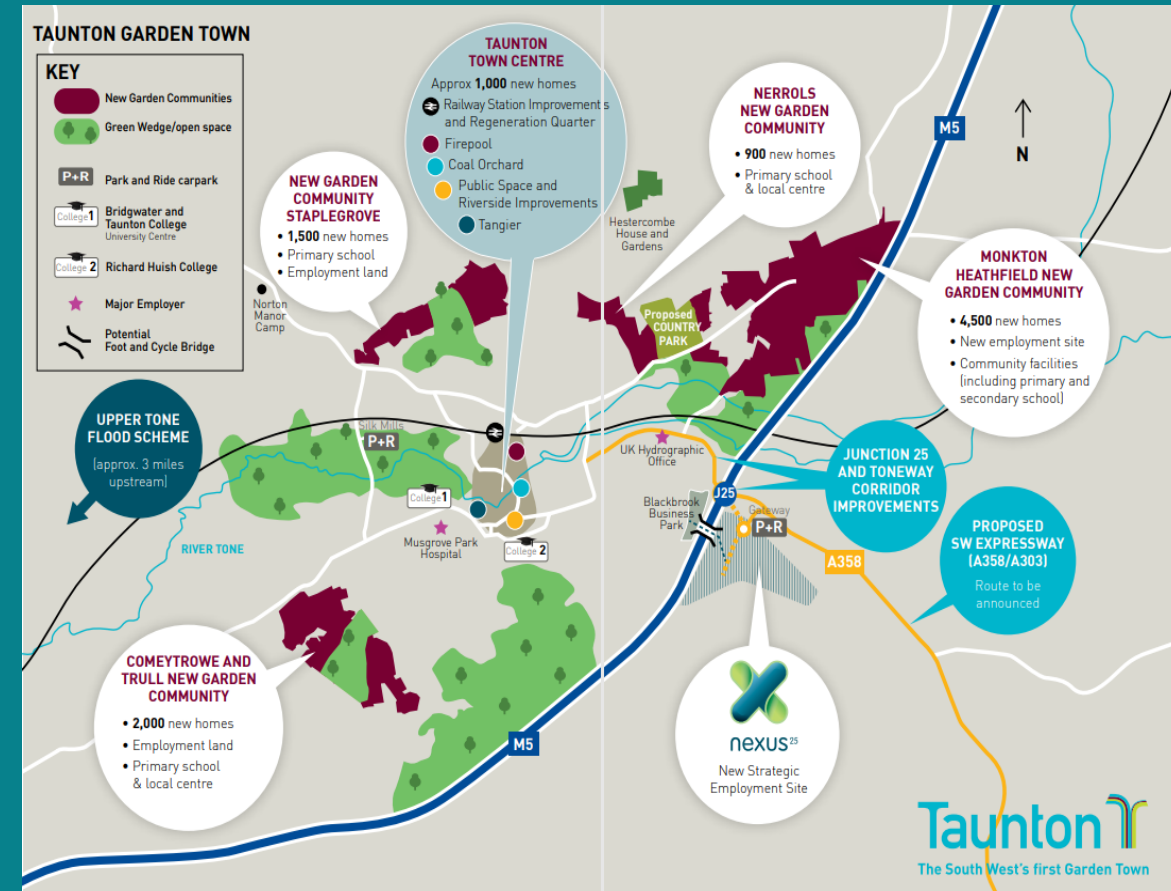 TAUNTON GARDEN TOWN
KEY
New Garden Communities
Green Wedge/open space
P+R
Park and Ride carpark
College1
Bridgwater and
Taunton College
University Centre
College 2
Richard Huish College
Major Employer
Potential
Foot and Cycle Bridge
TAUNTON
TOWN CENTRE
Approx 1,000 new homes
Railway Station Improvements
and Regeneration Quarter
Firepool
Coal Orchard
Public Space and
Riverside Improvements
Tangier
NEW GARDEN
COMMUNITY
STAPLEGROVE
• 1,500 new homes
• Primary school
• Employment land
NERROLS
NEW GARDEN
COMMUNITY
• 900 new homes
• Primary school
& local centre
M5
N
Hestercombe
House and
Gardens
MONKTON
HEATHFIELD NEW
GARDEN COMMUNITY
• 4,500 new homes
• New employment site
• Community facilities
(including primary and
secondary school)
Norton
Manor
Camp
Proposed
COUNTRY
PARK
UPPER TONE
FLOOD SCHEME
(approx. 3 miles
upstream)
Silk Mills
P+R
UK Hydrographic
Office
JUNCTION 25
AND TONEWAY
CORRIDOR
IMPROVEMENTS
College 1
J25
Blackbrook
Business
Park
Gateway
P+R
Musgrove Park
Hospital
College 2
RIVER TONE
PROPOSED
SW EXPRESSWAY
(A358/A303)
Route to be
announced
A358
COMEYTROWE AND
TRULL NEW GARDEN
COMMUNITY
• 2,000 new homes
• Employment land
• Primary school
& local centre
M5
nexus25
New Strategic
Employment Site
Taunton
The South West's first Garden Town